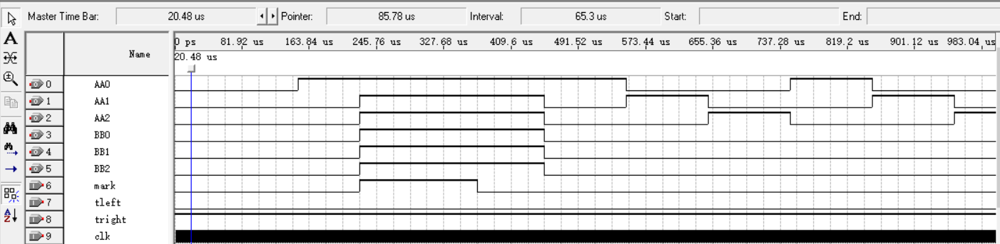 Master Time Bar: 20.48 us Pointer: 85.78 us Interval: 65.3 us Start: End:
Name
0 ps 81.92 us 163.84 us 245.76 us 327.68 us 409.6 us 491.52 us 573.44 us 655.36 us 737.28 us 819.2 us 901.12 us 983.04 us
20.48 us
0 AA0
1 AA1
2 AA2
3 BB0
4 BB1
5 BB2
6 mark
7 tleft
8 tright
9 clk